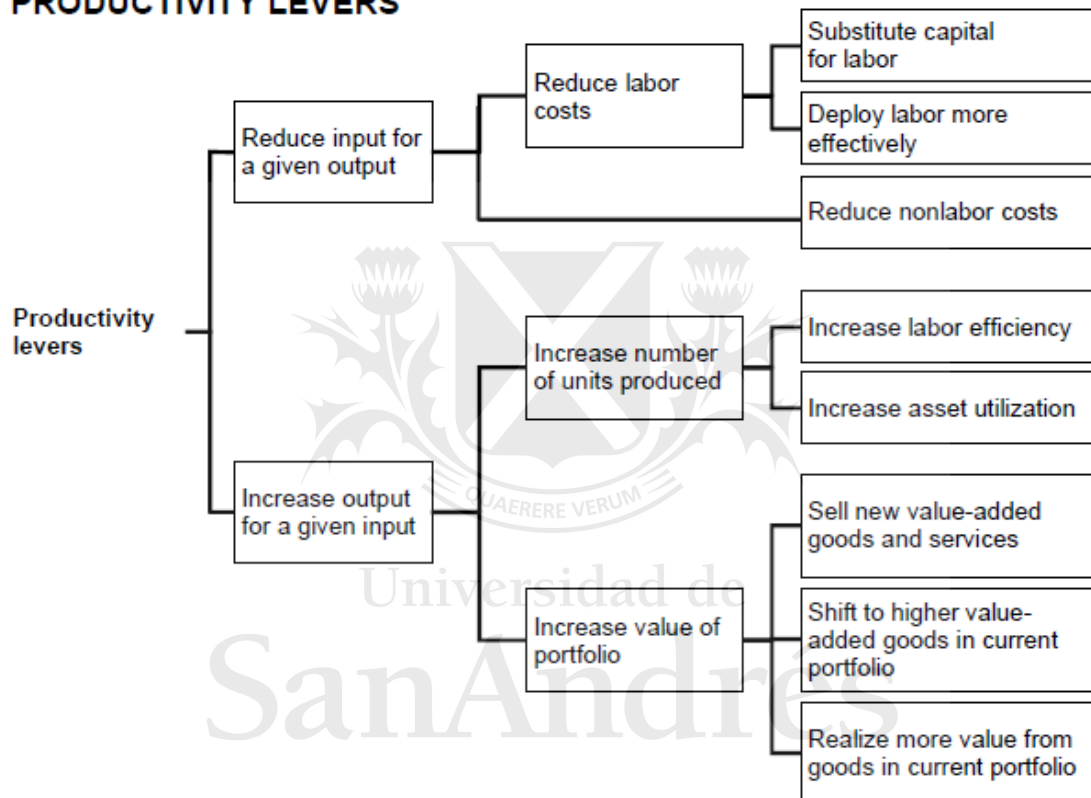 PRODUCTIVITY LEVERS
Substitute capital
for labor
Reduce labor
costs
Deploy labor more
effectively
Reduce input for
a given output
Reduce nonlabor costs
Productivity
levers
Increase number
of units produced
Increase labor efficiency
Increase asset utilization
Increase output
for a given input
Sell new value-added
goods and services
Increase value of
portfolio
Shift to higher value-
added goods in current
portfolio
Realize more value from
goods in current portfolio
QUAERERE VERUM
Universidad de
SanAndrés